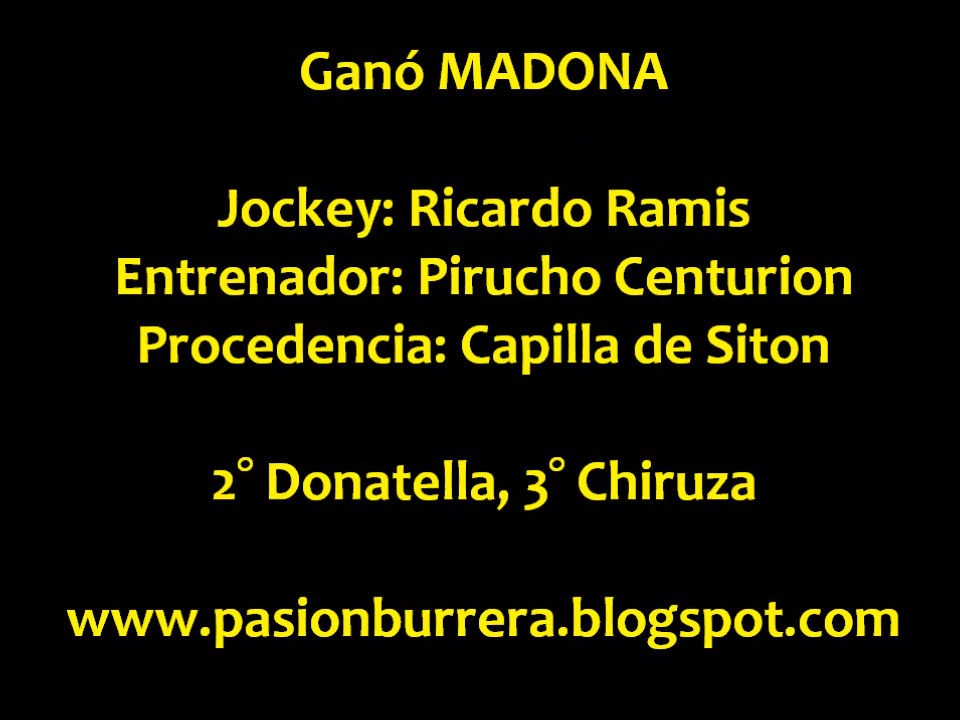 Ganó MADONA
Jockey: Ricardo Ramis
Entrenador: Pirucho Centurion
Procedencia: Capilla de Siton
2° Donatella, 3° Chiruza
www.pasionburrera.blogspot.com